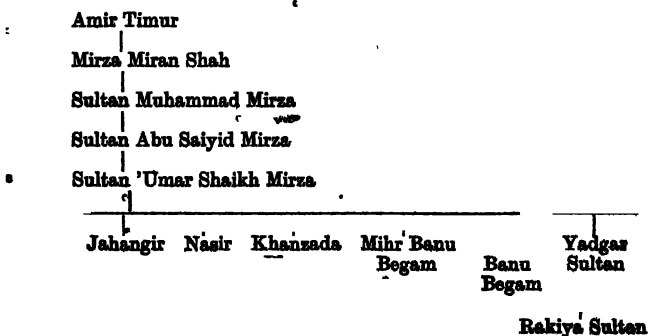 Amir Timur
Mirza Miran Shah
Sultan Muhammad Mirza
Sultan Abu Saiyid Mirza
Sultan 'Umar Shaikh Mirza
Jahangir Nasir Khanzada Mihr Banu Yadgar
Begam Banu Sultan
Begam
Rakiya Sultan